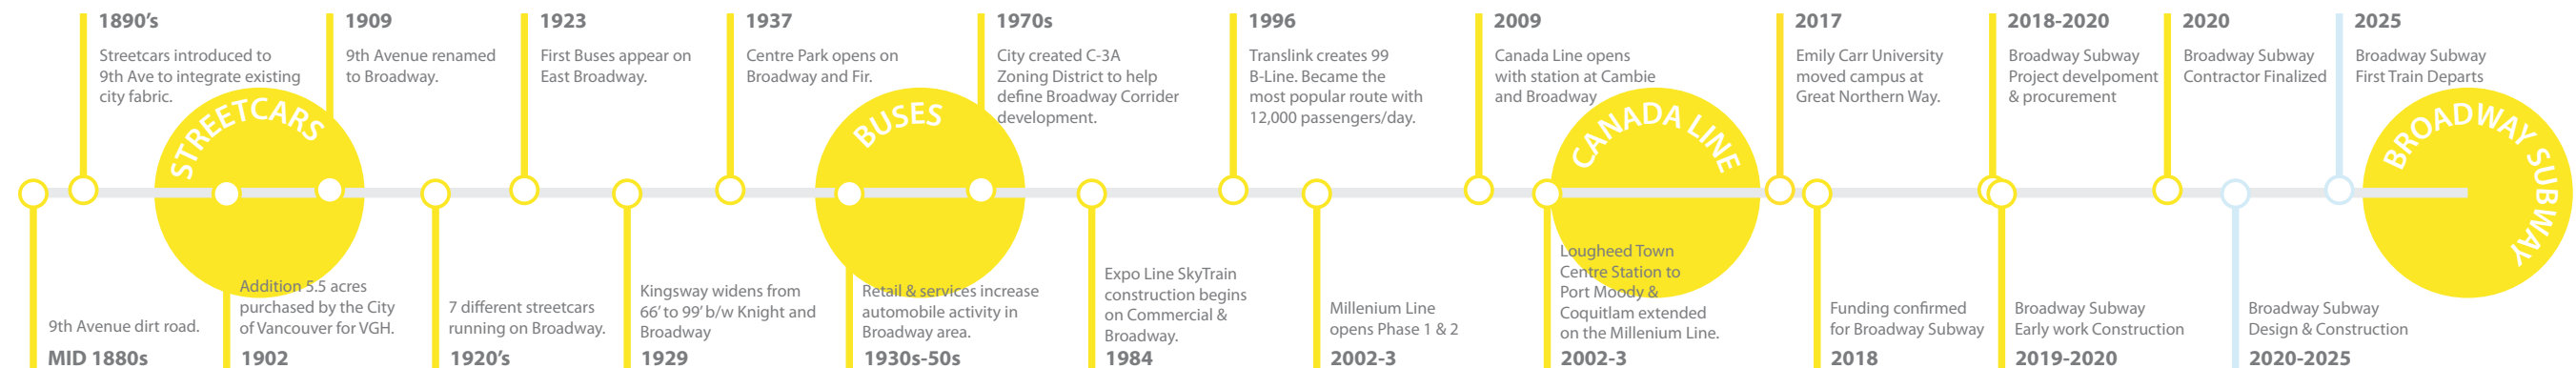 1890's
Streetcars introduced to
9th Ave to integrate existing
city fabric.
1909
9th Avenue renamed
to Broadway.
1923
First Buses appear on
East Broadway.
1937
Centre Park opens on
Broadway and Fir.
1970s
City created C-3A
Zoning District to help
define Broadway Corrider
development.
1996
Translink creates 99
B-Line. Became the
most popular route with
12,000 passengers/day.
2009
Canada Line opens
with station at Cambie
and Broadway
2017
Emily Carr University
moved campus at
Great Northern Way.
2018-2020
Broadway Subway
Project develpoment
& procurement
2020
Broadway Subway
Contractor Finalized
2025
Broadway Subway
First Train Departs
STREETCARS
BUSES
CANADA LINE
BROADWAY SUBWAY
9th Avenue dirt road.
MID 1880s
Addition 5.5 acres
purchased by the City
of Vancouver for VGH.
1902
7 different streetcars
running on Broadway.
1920's
Kingsway widens from
66' to 99' b/w Knight and
Broadway
1929
Retail & services increase
automobile activity in
Broadway area.
1930s-50s
Expo Line SkyTrain
construction begins
on Commercial &
Broadway.
1984
Millenium Line
opens Phase 1 & 2
2002-3
Lougheed Town
Centre Station to
Port Moody &
Coquitlam extended
on the Millenium Line.
2002-3
Funding confirmed
for Broadway Subway
2018
Broadway Subway
Early work Construction
2019-2020
Broadway Subway
Design & Construction
2020-2025